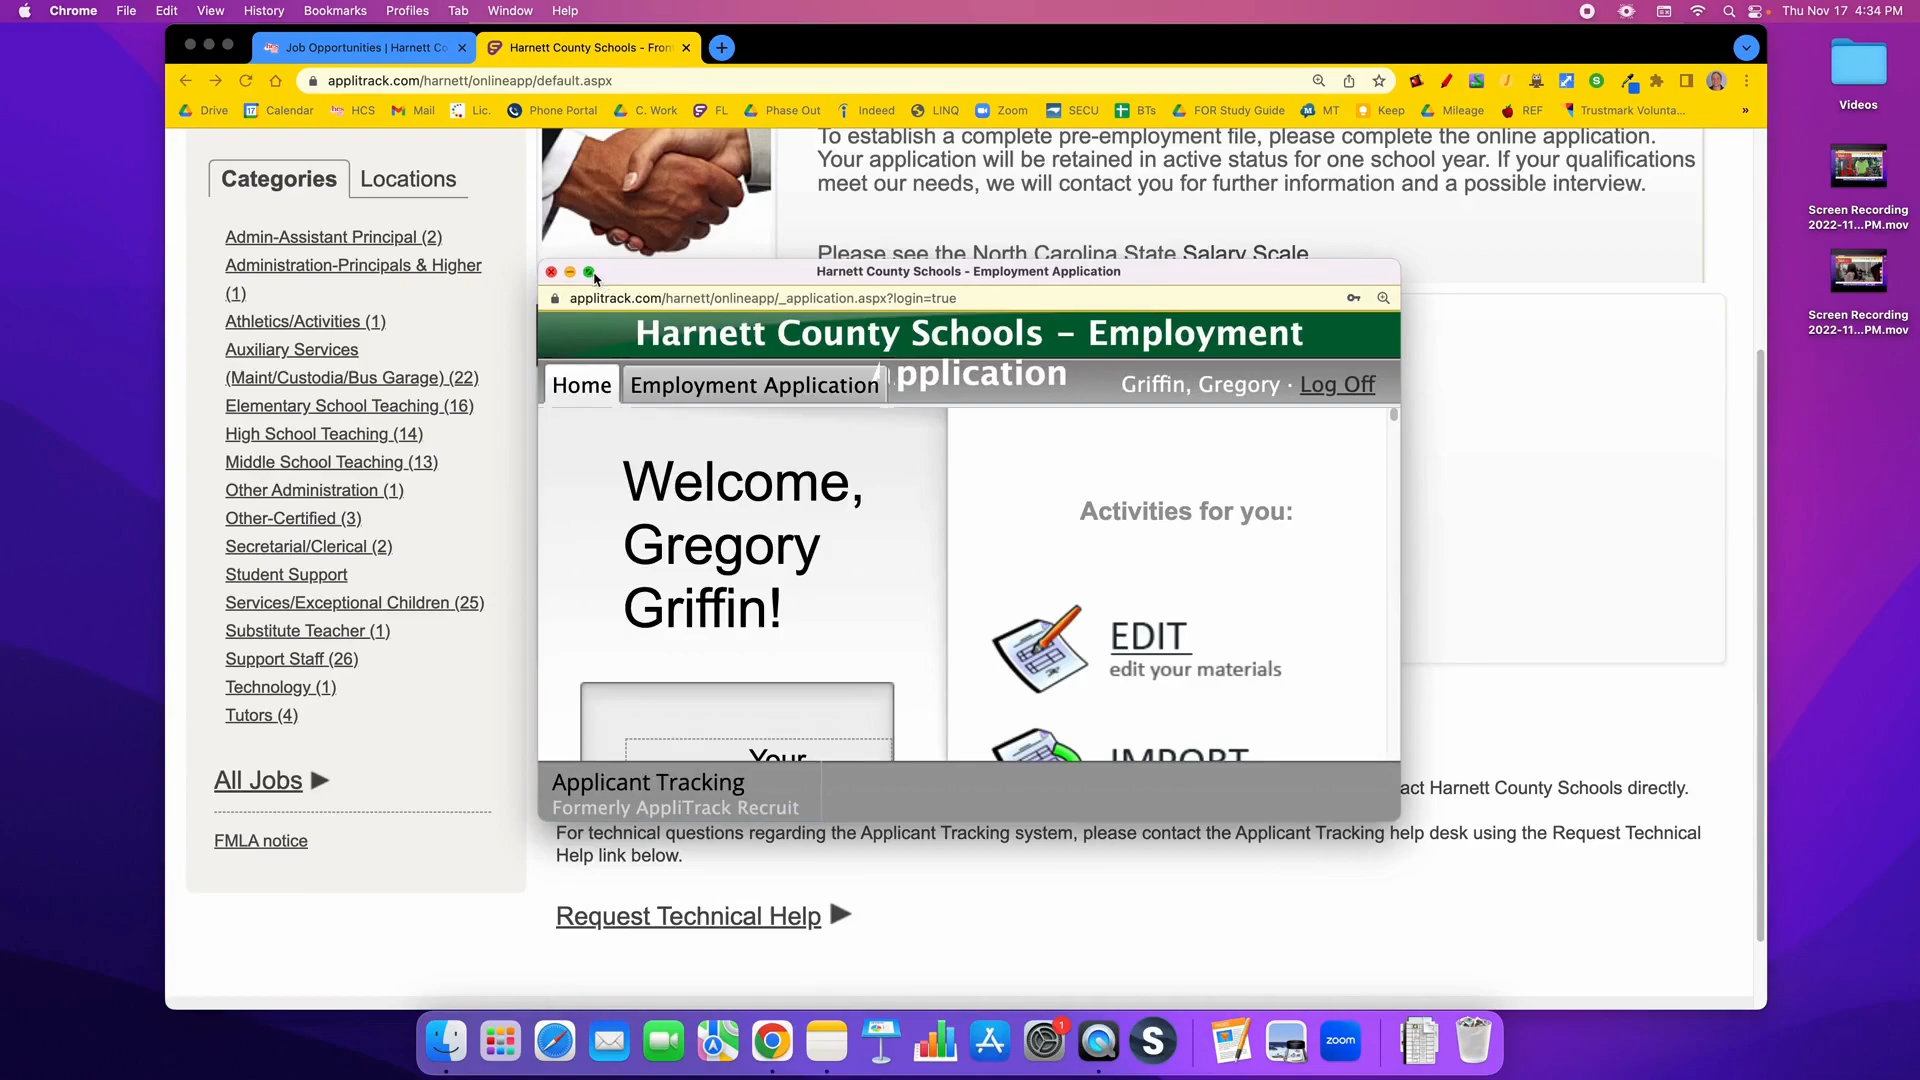 Chrome File Edit View History Bookmarks Profiles Tab Window Help
Thu Nov 17 4:34 PM
Job Opportunities | Harnett Co
Harnett County Schools - Fron
applitrack.com/harnett/onlineapp/default.aspx
Drive Calendar HCS Mail Lic. Phone Portal C. Work FL Phase Out Indeed LINQ Zoom SECU BTs FOR Study Guide MT Keep Mileage REF Trustmark Volunta... »
Categories
Locations
Admin-Assistant Principal (2)
Administration-Principals & Higher
(1)
Athletics/Activities (1)
Auxiliary Services
(Maint/Custodia/Bus Garage) (22)
Elementary School Teaching (16)
High School Teaching (14)
Middle School Teaching (13)
Other Administration (1)
Other-Certified (3)
Secretarial/Clerical (2)
Student Support
Services/Exceptional Children (25)
Substitute Teacher (1)
Support Staff (26)
Technology (1)
Tutors (4)
All Jobs
FMLA notice
To establish a complete pre-employment file, please complete the online application.
Your application will be retained in active status for one school year. If your qualifications
meet our needs, we will contact you for further information and a possible interview.
Please see the North Carolina State Salary Scale
Harnett County Schools - Employment Application
applitrack.com/harnett/onlineapp/_application.aspx?login=true
Harnett County Schools – Employment
pplication
Home
Employment Application
Griffin, Gregory · Log Off
Welcome,
Gregory
Griffin!
Your
Activities for you:
EDIT
edit your materials
IMPORT
Applicant Tracking
Formerly AppliTrack Recruit
act Harnett County Schools directly.
For technical questions regarding the Applicant Tracking system, please contact the Applicant Tracking help desk using the Request Technical
Help link below.
Request Technical Help
Videos
Screen Recording
2022-11...PM.mov
Screen Recording
2022-11...PM.mov
1
S
zoom